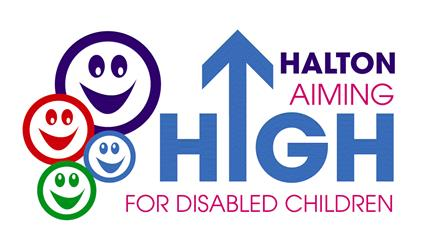 HALTON
AIMING
HIGH
FOR DISABLED CHILDREN